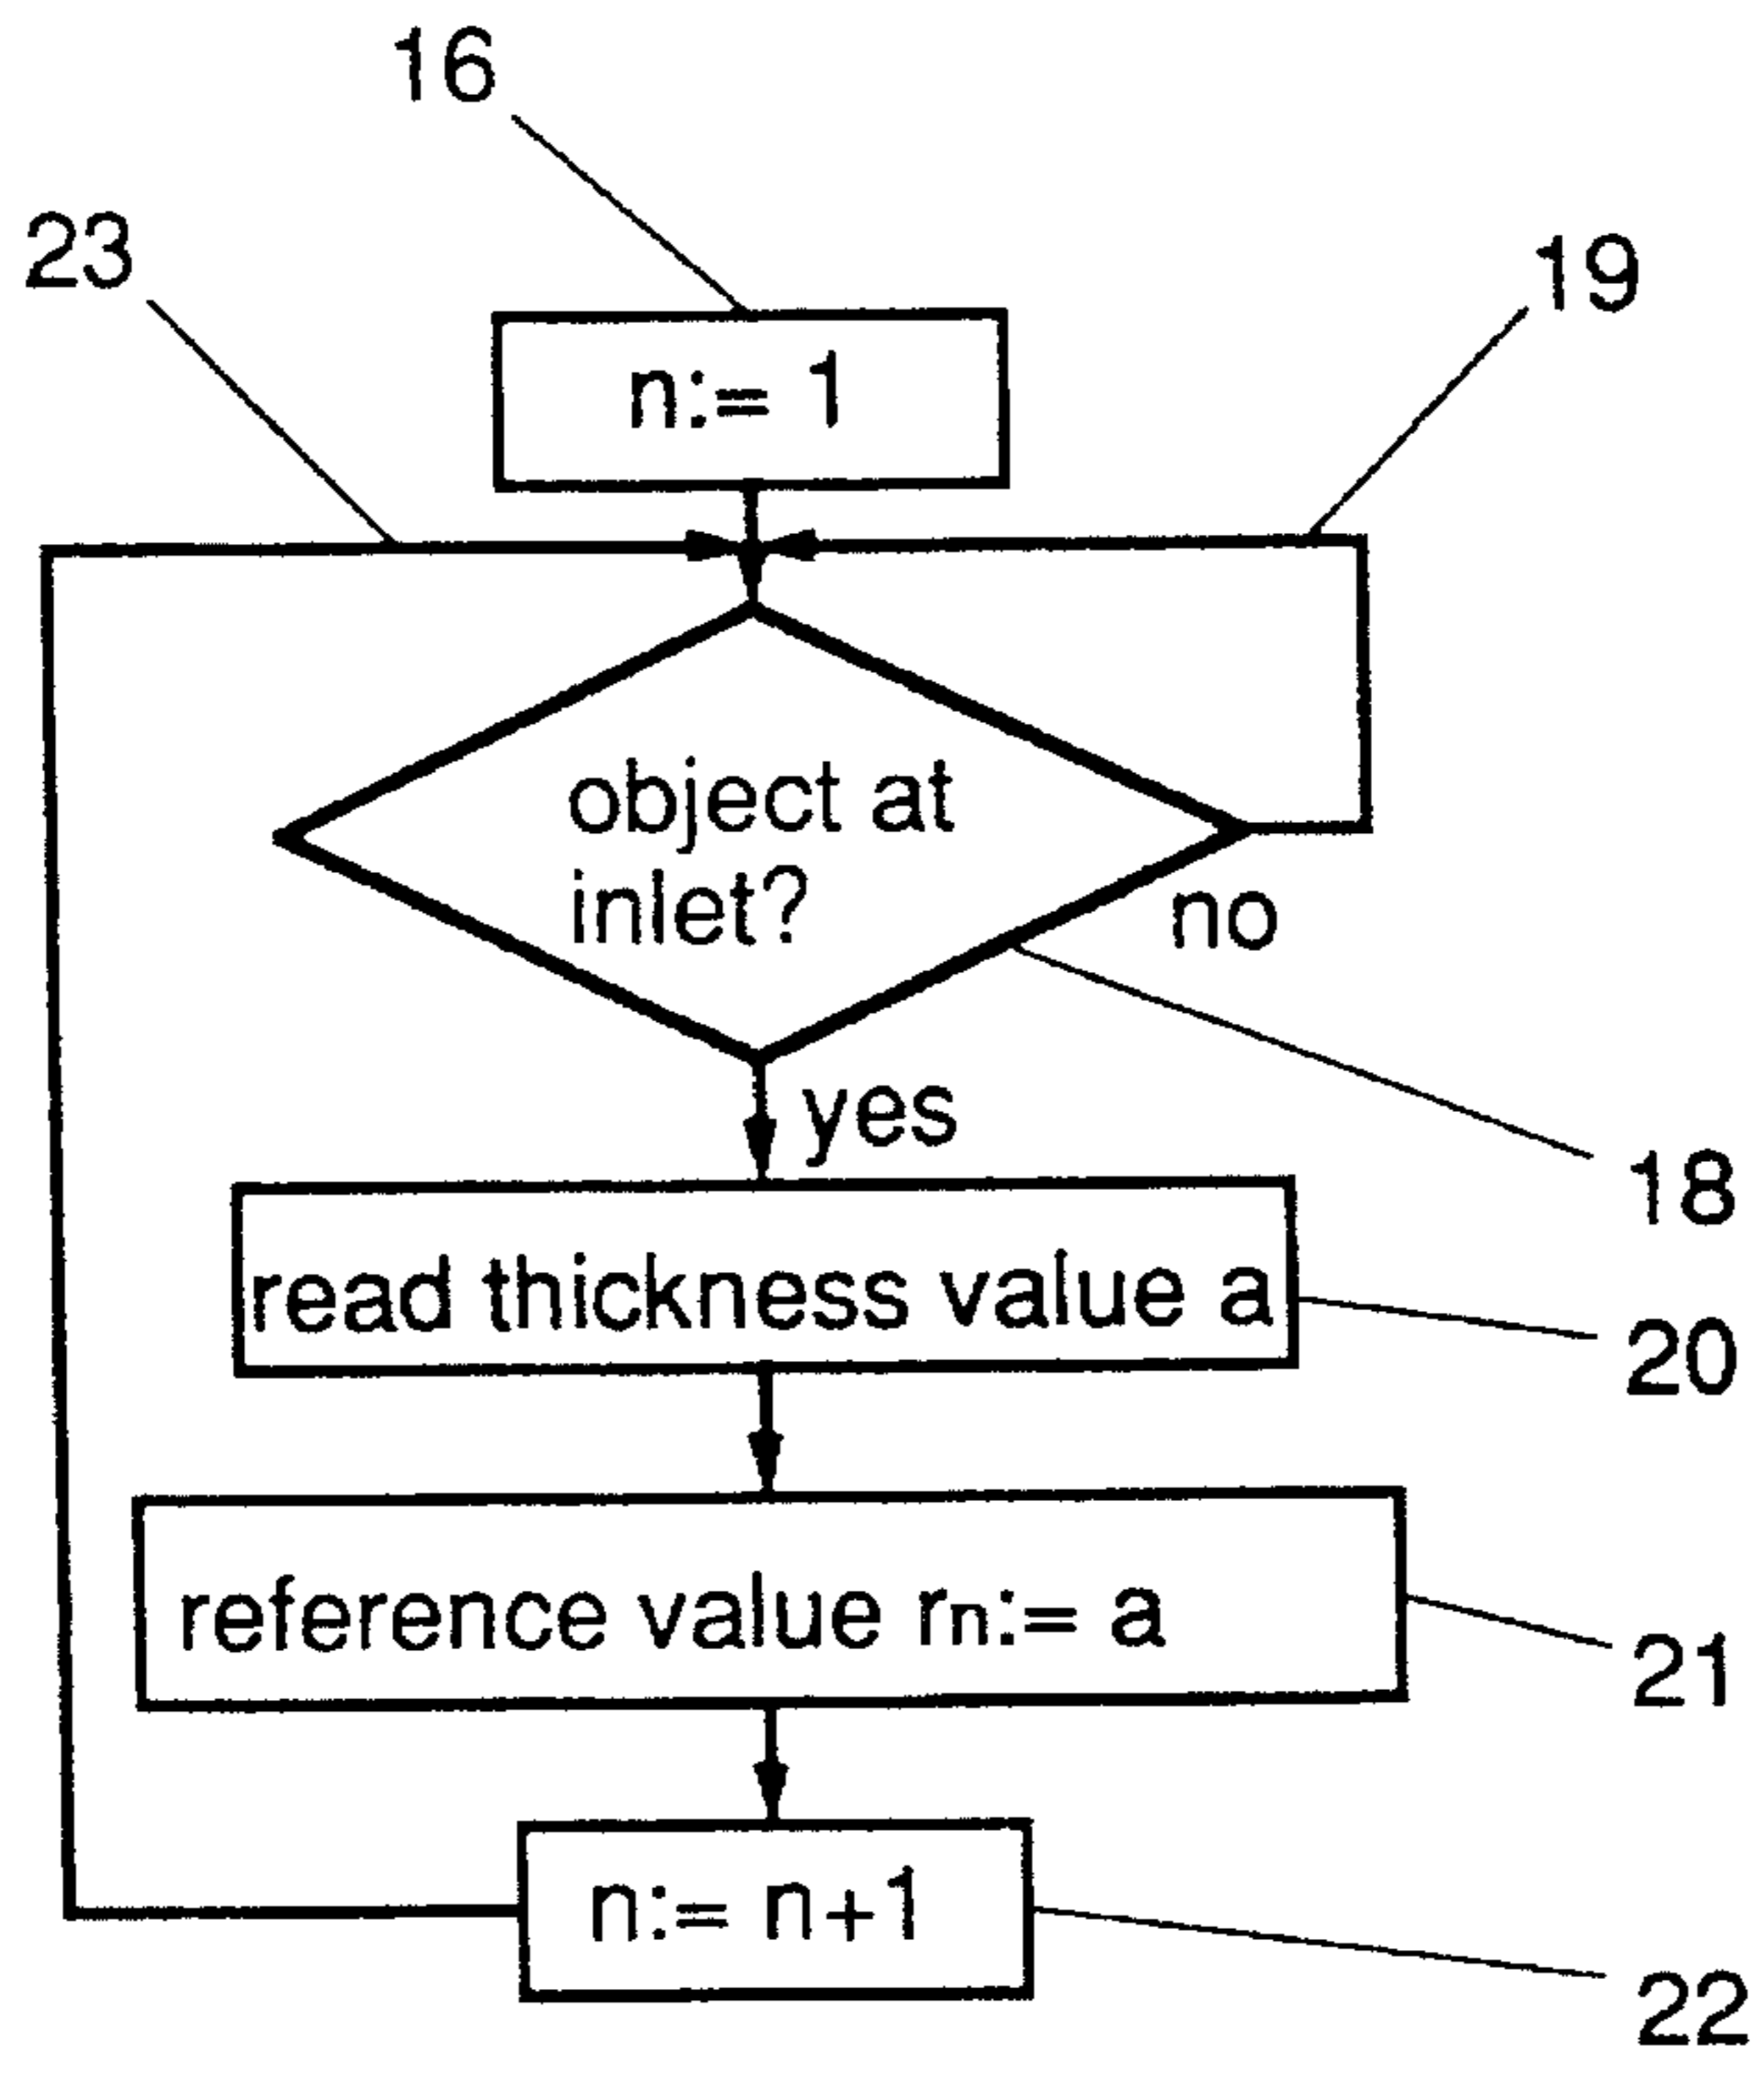 16
23
19
n:= 1
object at
inlet?
no
yes
18
read thickness value a
20
reference value rn:= a
21
n:= n+1
22